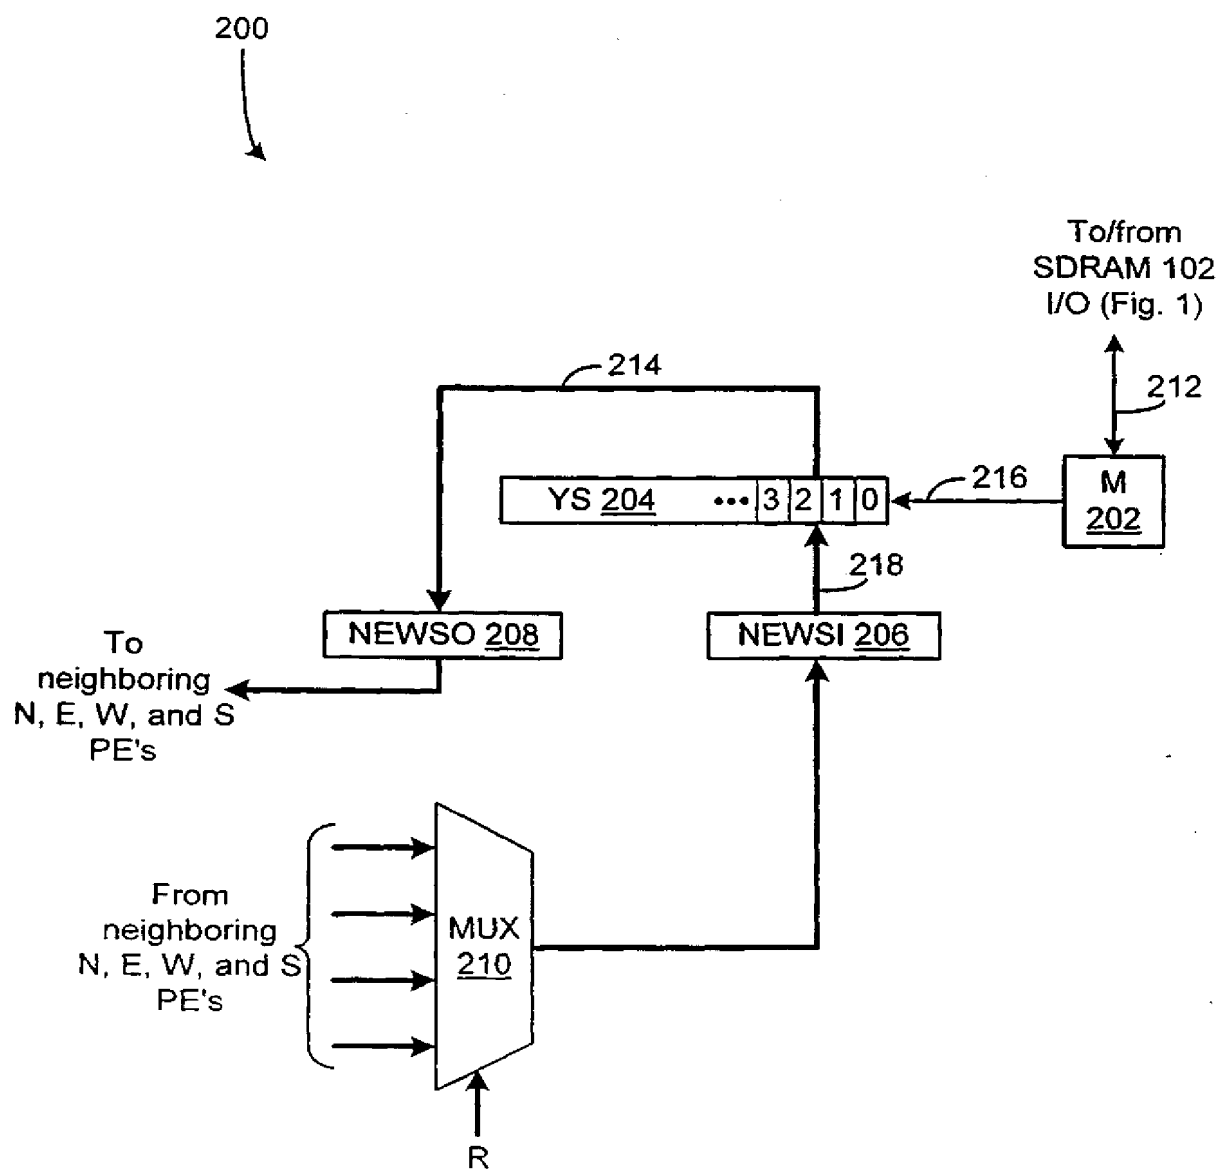 200
To/from
SDRAM 102
I/O (Fig. 1)
214
212
YS 204 ••• 3 2 1 0
216
M
202
218
NEWSO 208
NEWSI 206
To
neighboring
N, E, W, and S
PE's
From
neighboring
N, E, W, and S
PE's
MUX
210
R